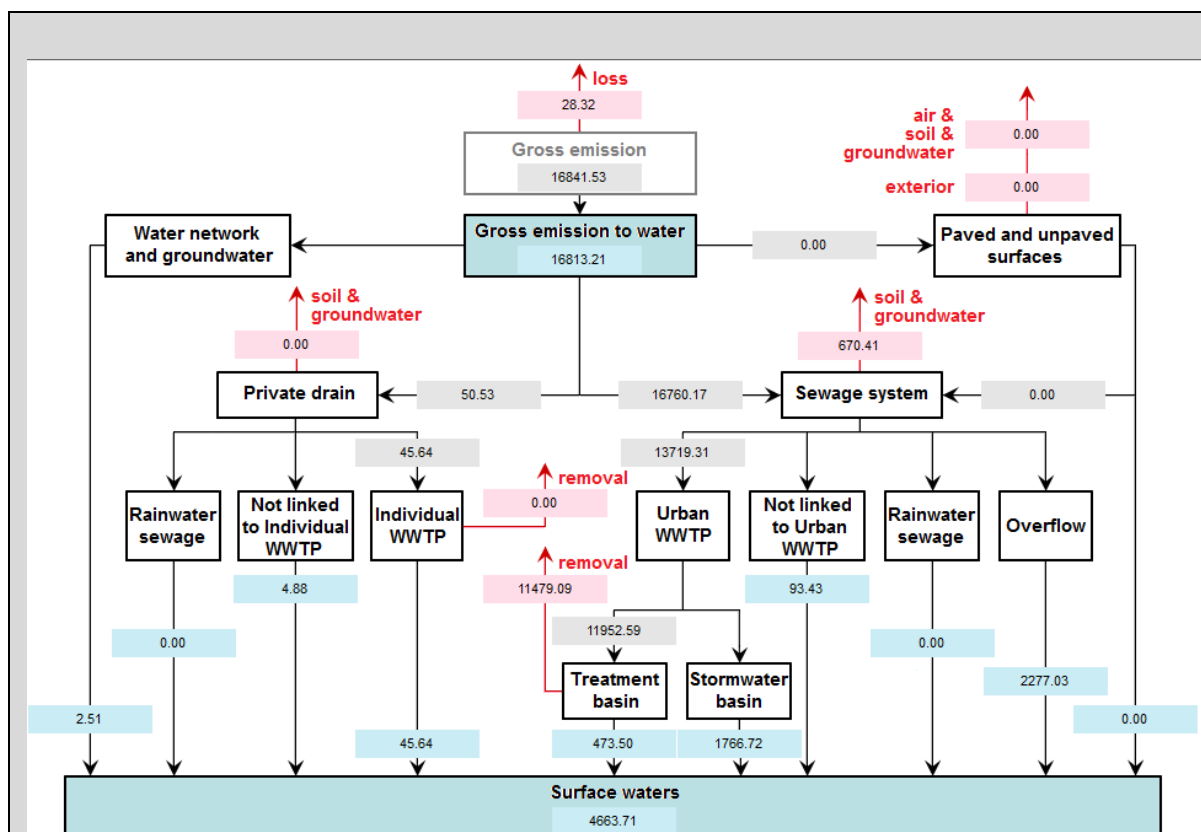 loss
28.32
Gross emission
16841.53
air &
soil &
groundwater
0.00
exterior
0.00
Water network
and groundwater
Gross emission to water
16813.21
0.00
Paved and unpaved
surfaces
soil &
groundwater
0.00
soil &
groundwater
670.41
Private drain
50.53
16760.17
Sewage system
0.00
45.64
13719.31
removal
0.00
Rainwater
sewage
Not linked
to Individual
WWTP
Individual
WWTP
Urban
WWTP
Not linked
to Urban
WWTP
Rainwater
sewage
Overflow
removal
11479.09
4.88
93.43
0.00
11952.59
0.00
Treatment
basin
Stormwater
basin
2277.03
2.51
45.64
473.50
1766.72
0.00
Surface waters
4663.71